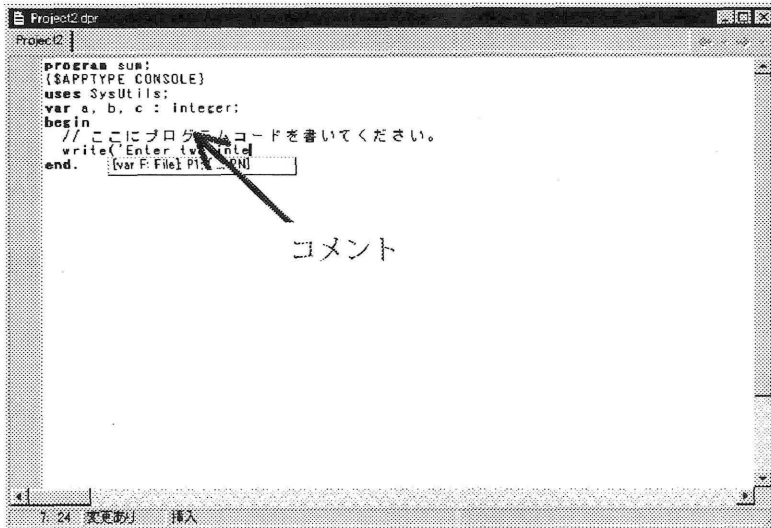 Project2.dpr
Project2
program sum;
{$APPTYPE CONSOLE}
uses SysUtils;
var a, b, c : integer;
begin
// ここにプログラムコードを書いてください。
write('Enter two inte
end.
[var F: File]; P1; [ ...PN]
コメント
7: 24 変更あり 挿入